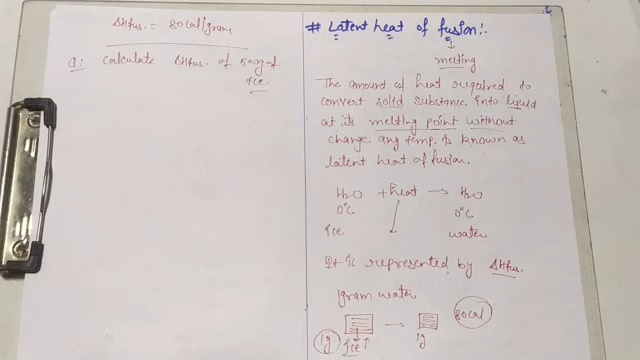 ΔHfus. = 80cal/gram
Q: Calculate ΔHfus. of 500g of
Ice
# Latent heat of fusion:.
melting
The amount of heat required to
convert solid substance into liquid
at its melting point without
change any temp. is known as
latent heat of fusion.
H2O + heat → H2O
0°C 0°C
Ice water
It is represented by ΔHfus.
1gram water
80cal
1g Ice → 1g